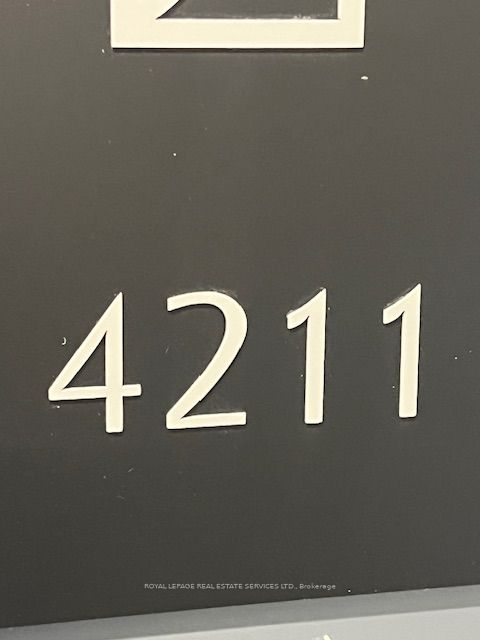 4211
ROYAL LEPAGE REAL ESTATE SERVICES LTD., Brokerage